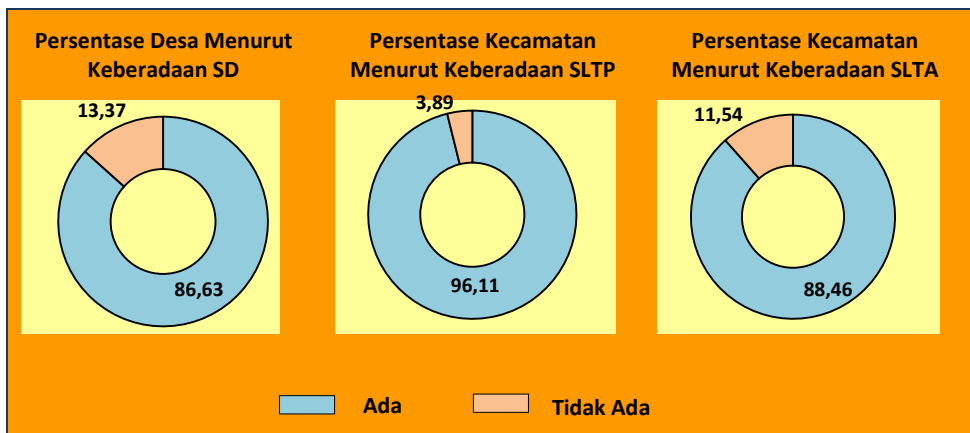 Persentase Desa Menurut
Keberadaan SD
Persentase Kecamatan
Menurut Keberadaan SLTP
Persentase Kecamatan
Menurut Keberadaan SLTA
13,37
86,63
3,89
96,11
11,54
88,46
Ada
Tidak Ada